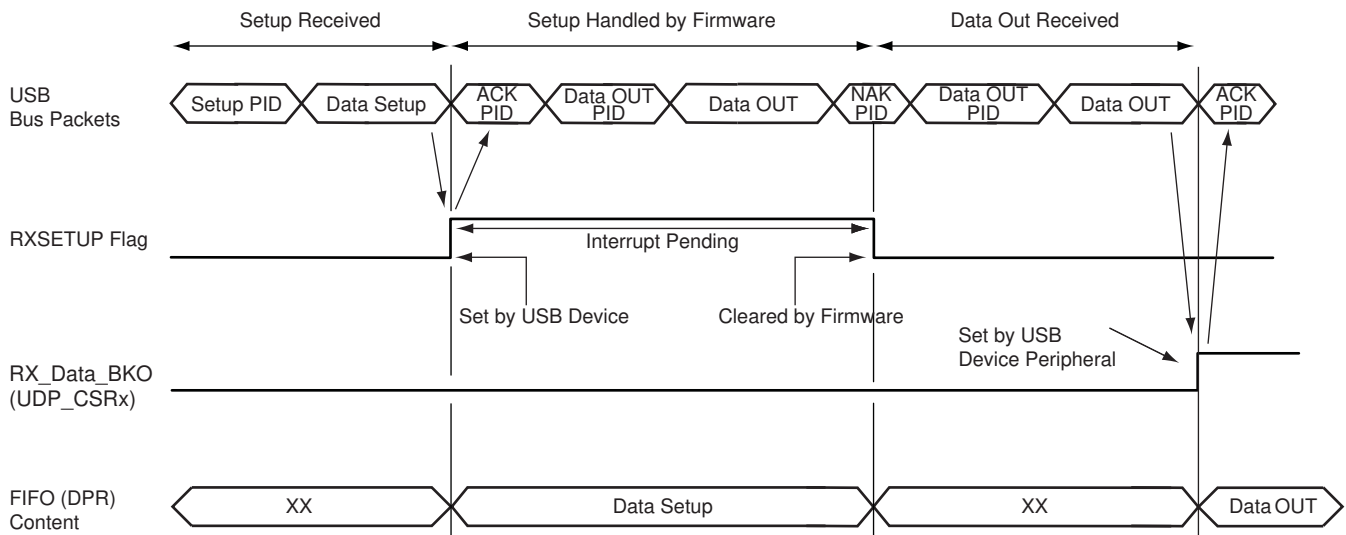 Setup Received
Setup Handled by Firmware
Data Out Received
USB
Bus Packets
Setup PID
Data Setup
ACK
PID
Data OUT
PID
Data OUT
NAK
PID
Data OUT
PID
Data OUT
ACK
PID
RXSETUP Flag
Interrupt Pending
Set by USB Device
Cleared by Firmware
Set by USB
Device Peripheral
RX_Data_BKO
(UDP_CSRx)
FIFO (DPR)
Content
XX
Data Setup
XX
Data OUT